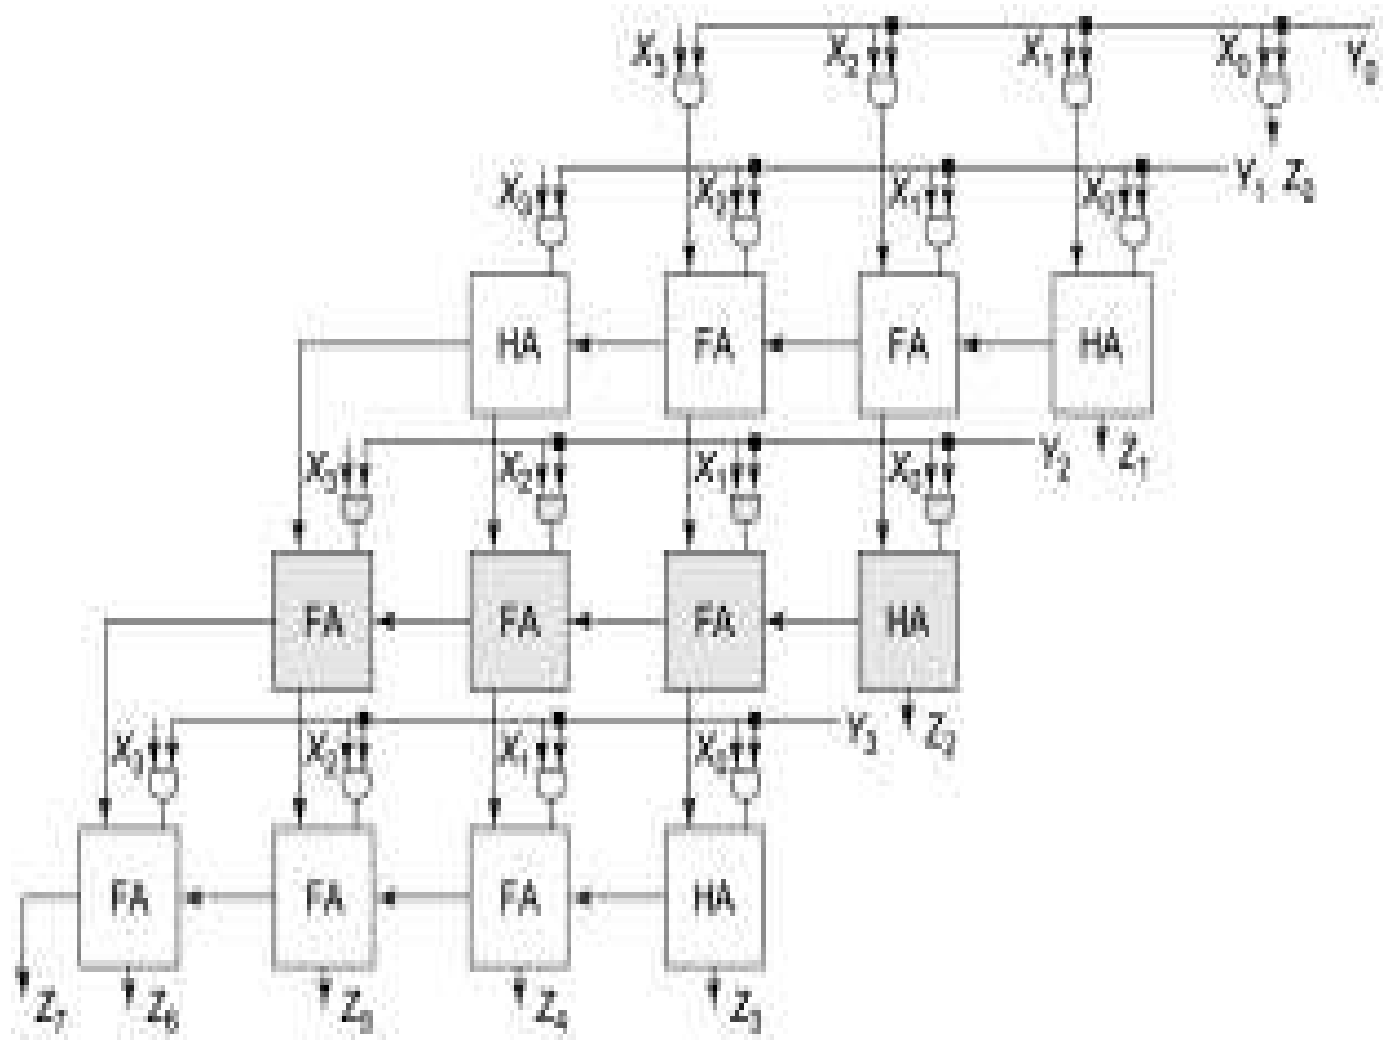 X3 X2 X1 X0 Y0
X3 X2 X1 X0 Y1 Z0
HA FA FA HA
X3 X2 X1 X0 Y2 Z1
FA FA FA HA
X3 X2 X1 X0 Y3 Z2
FA FA FA HA
Z7 Z6 Z5 Z4 Z3